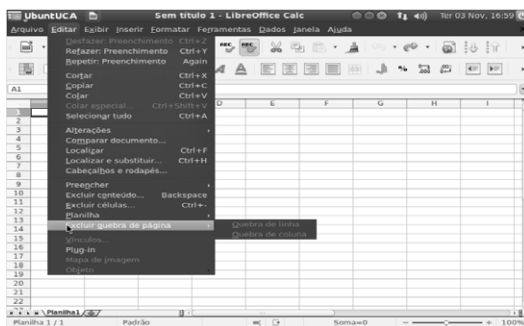 UbuntUCA Sem título 1 - LibreOffice Calc Ter 03 Nov, 16:59
Arquivo Editar Exibir Inserir Formatar Ferramentas Dados Janela Ajuda
Desfazer: Preenchimento Ctrl+Z
Refazer: Preenchimento Ctrl+Y
Repetir: Preenchimento Again
Cortar Ctrl+X
Copiar Ctrl+C
Colar Ctrl+V
Colar especial... Ctrl+Shift+V
Selecionar tudo Ctrl+A
Alterações
Comparar documento...
Localizar Ctrl+F
Localizar e substituir... Ctrl+H
Cabeçalhos e rodapés...
Preencher
Excluir conteúdo... Backspace
Excluir células... Ctrl+-
Planilha
Excluir quebra de página
Quebra de linha
Quebra de coluna
Vínculos...
Plug-in
Mapa de imagem
Objeto
A1
D E F G H I
1
2
3
4
5
6
7
8
9
10
11
12
13
14
15
16
17
18
19
20
21
22
Planilha1
Planilha 1 / 1 Padrão Soma=0 100%